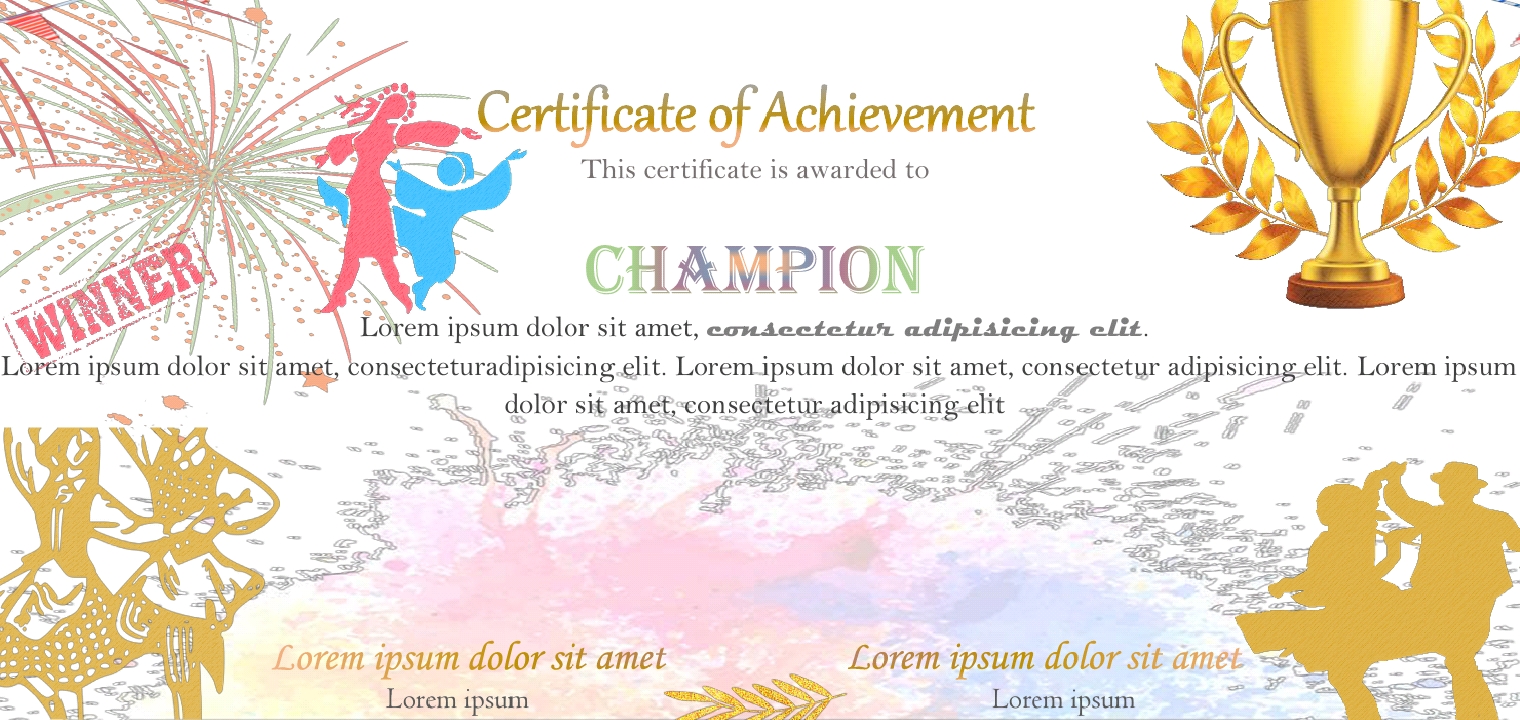 Certificate of Achievement
This certificate is awarded to
CHAMPION
WINNER
Lorem ipsum dolor sit amet, consectetur adipisicing elit.
Lorem ipsum dolor sit amet, consecteturadipisicing elit. Lorem ipsum dolor sit amet, consectetur adipisicing elit. Lorem ipsum
dolor sit amet, consectetur adipisicing elit
Lorem ipsum dolor sit amet
Lorem ipsum
Lorem ipsum dolor sit amet
Lorem ipsum